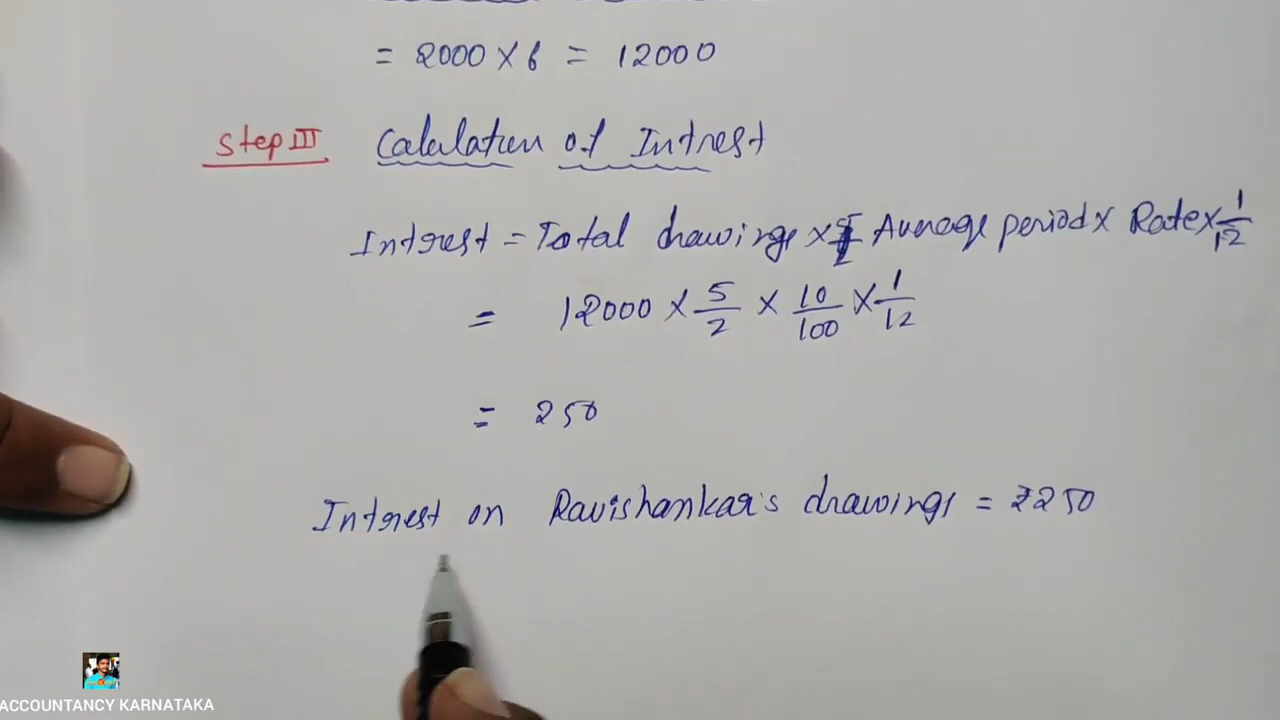 = 2000 × 6 = 12000
Step III Calculation of Intrest
Intrest = Total drawings × Average period × Rate × 1/12
= 12000 × 5/2 × 10/100 × 1/12
= 250
Intrest on Ravishankar's drawings = ₹250
ACCOUNTANCY KARNATAKA